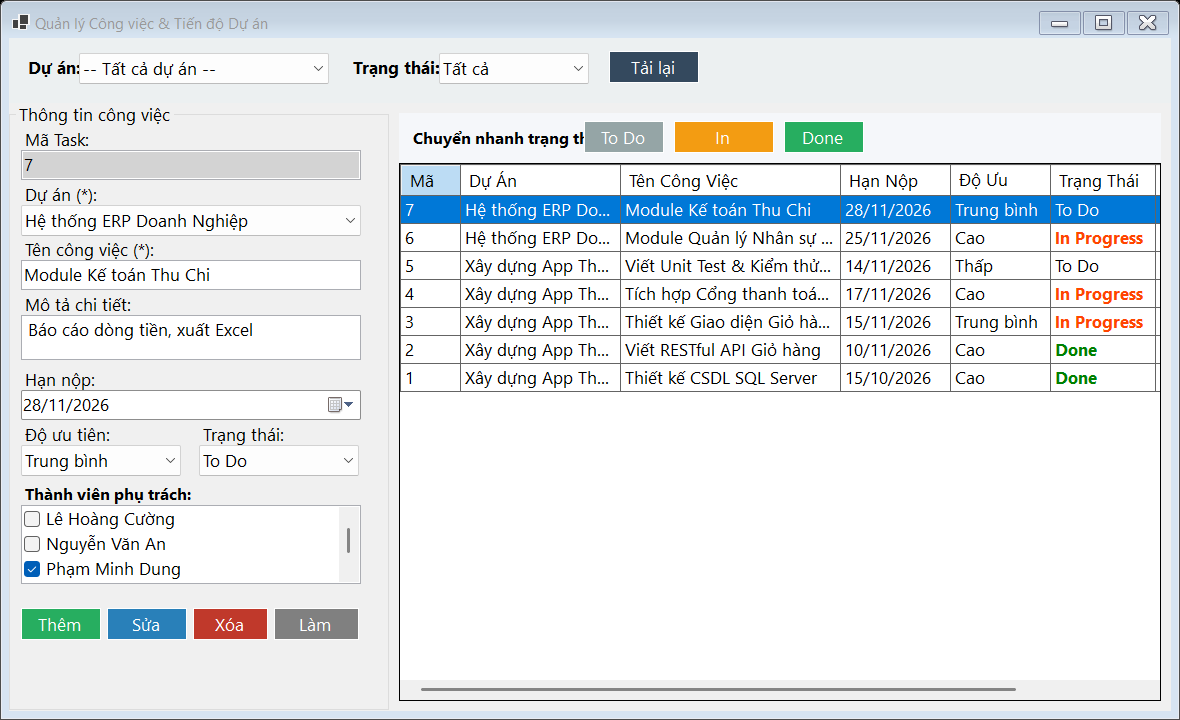 Quản lý Công việc & Tiến độ Dự án
Dự án: -- Tất cả dự án -- Trạng thái: Tất cả Tải lại
Thông tin công việc
Mã Task:
7
Dự án (*):
Hệ thống ERP Doanh Nghiệp
Tên công việc (*):
Module Kế toán Thu Chi
Mô tả chi tiết:
Báo cáo dòng tiền, xuất Excel
Hạn nộp:
28/11/2026
Độ ưu tiên: Trạng thái:
Trung bình To Do
Thành viên phụ trách:
Lê Hoàng Cường
Nguyễn Văn An
Phạm Minh Dung
Thêm Sửa Xóa Làm
Chuyển nhanh trạng th To Do In Done
Mã Dự Án Tên Công Việc Hạn Nộp Độ Ưu Trạng Thái
7 Hệ thống ERP Do... Module Kế toán Thu Chi 28/11/2026 Trung bình To Do
6 Hệ thống ERP Do... Module Quản lý Nhân sự ... 25/11/2026 Cao In Progress
5 Xây dựng App Th... Viết Unit Test & Kiểm thử... 14/11/2026 Thấp To Do
4 Xây dựng App Th... Tích hợp Cổng thanh toá... 17/11/2026 Cao In Progress
3 Xây dựng App Th... Thiết kế Giao diện Giỏ hà... 15/11/2026 Trung bình In Progress
2 Xây dựng App Th... Viết RESTful API Giỏ hàng 10/11/2026 Cao Done
1 Xây dựng App Th... Thiết kế CSDL SQL Server 15/10/2026 Cao Done